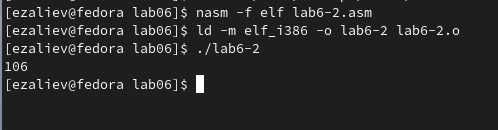 [ezaliev@fedora lab06]$ nasm -f elf lab6-2.asm
[ezaliev@fedora lab06]$ ld -m elf_i386 -o lab6-2 lab6-2.o
[ezaliev@fedora lab06]$ ./lab6-2
106
[ezaliev@fedora lab06]$